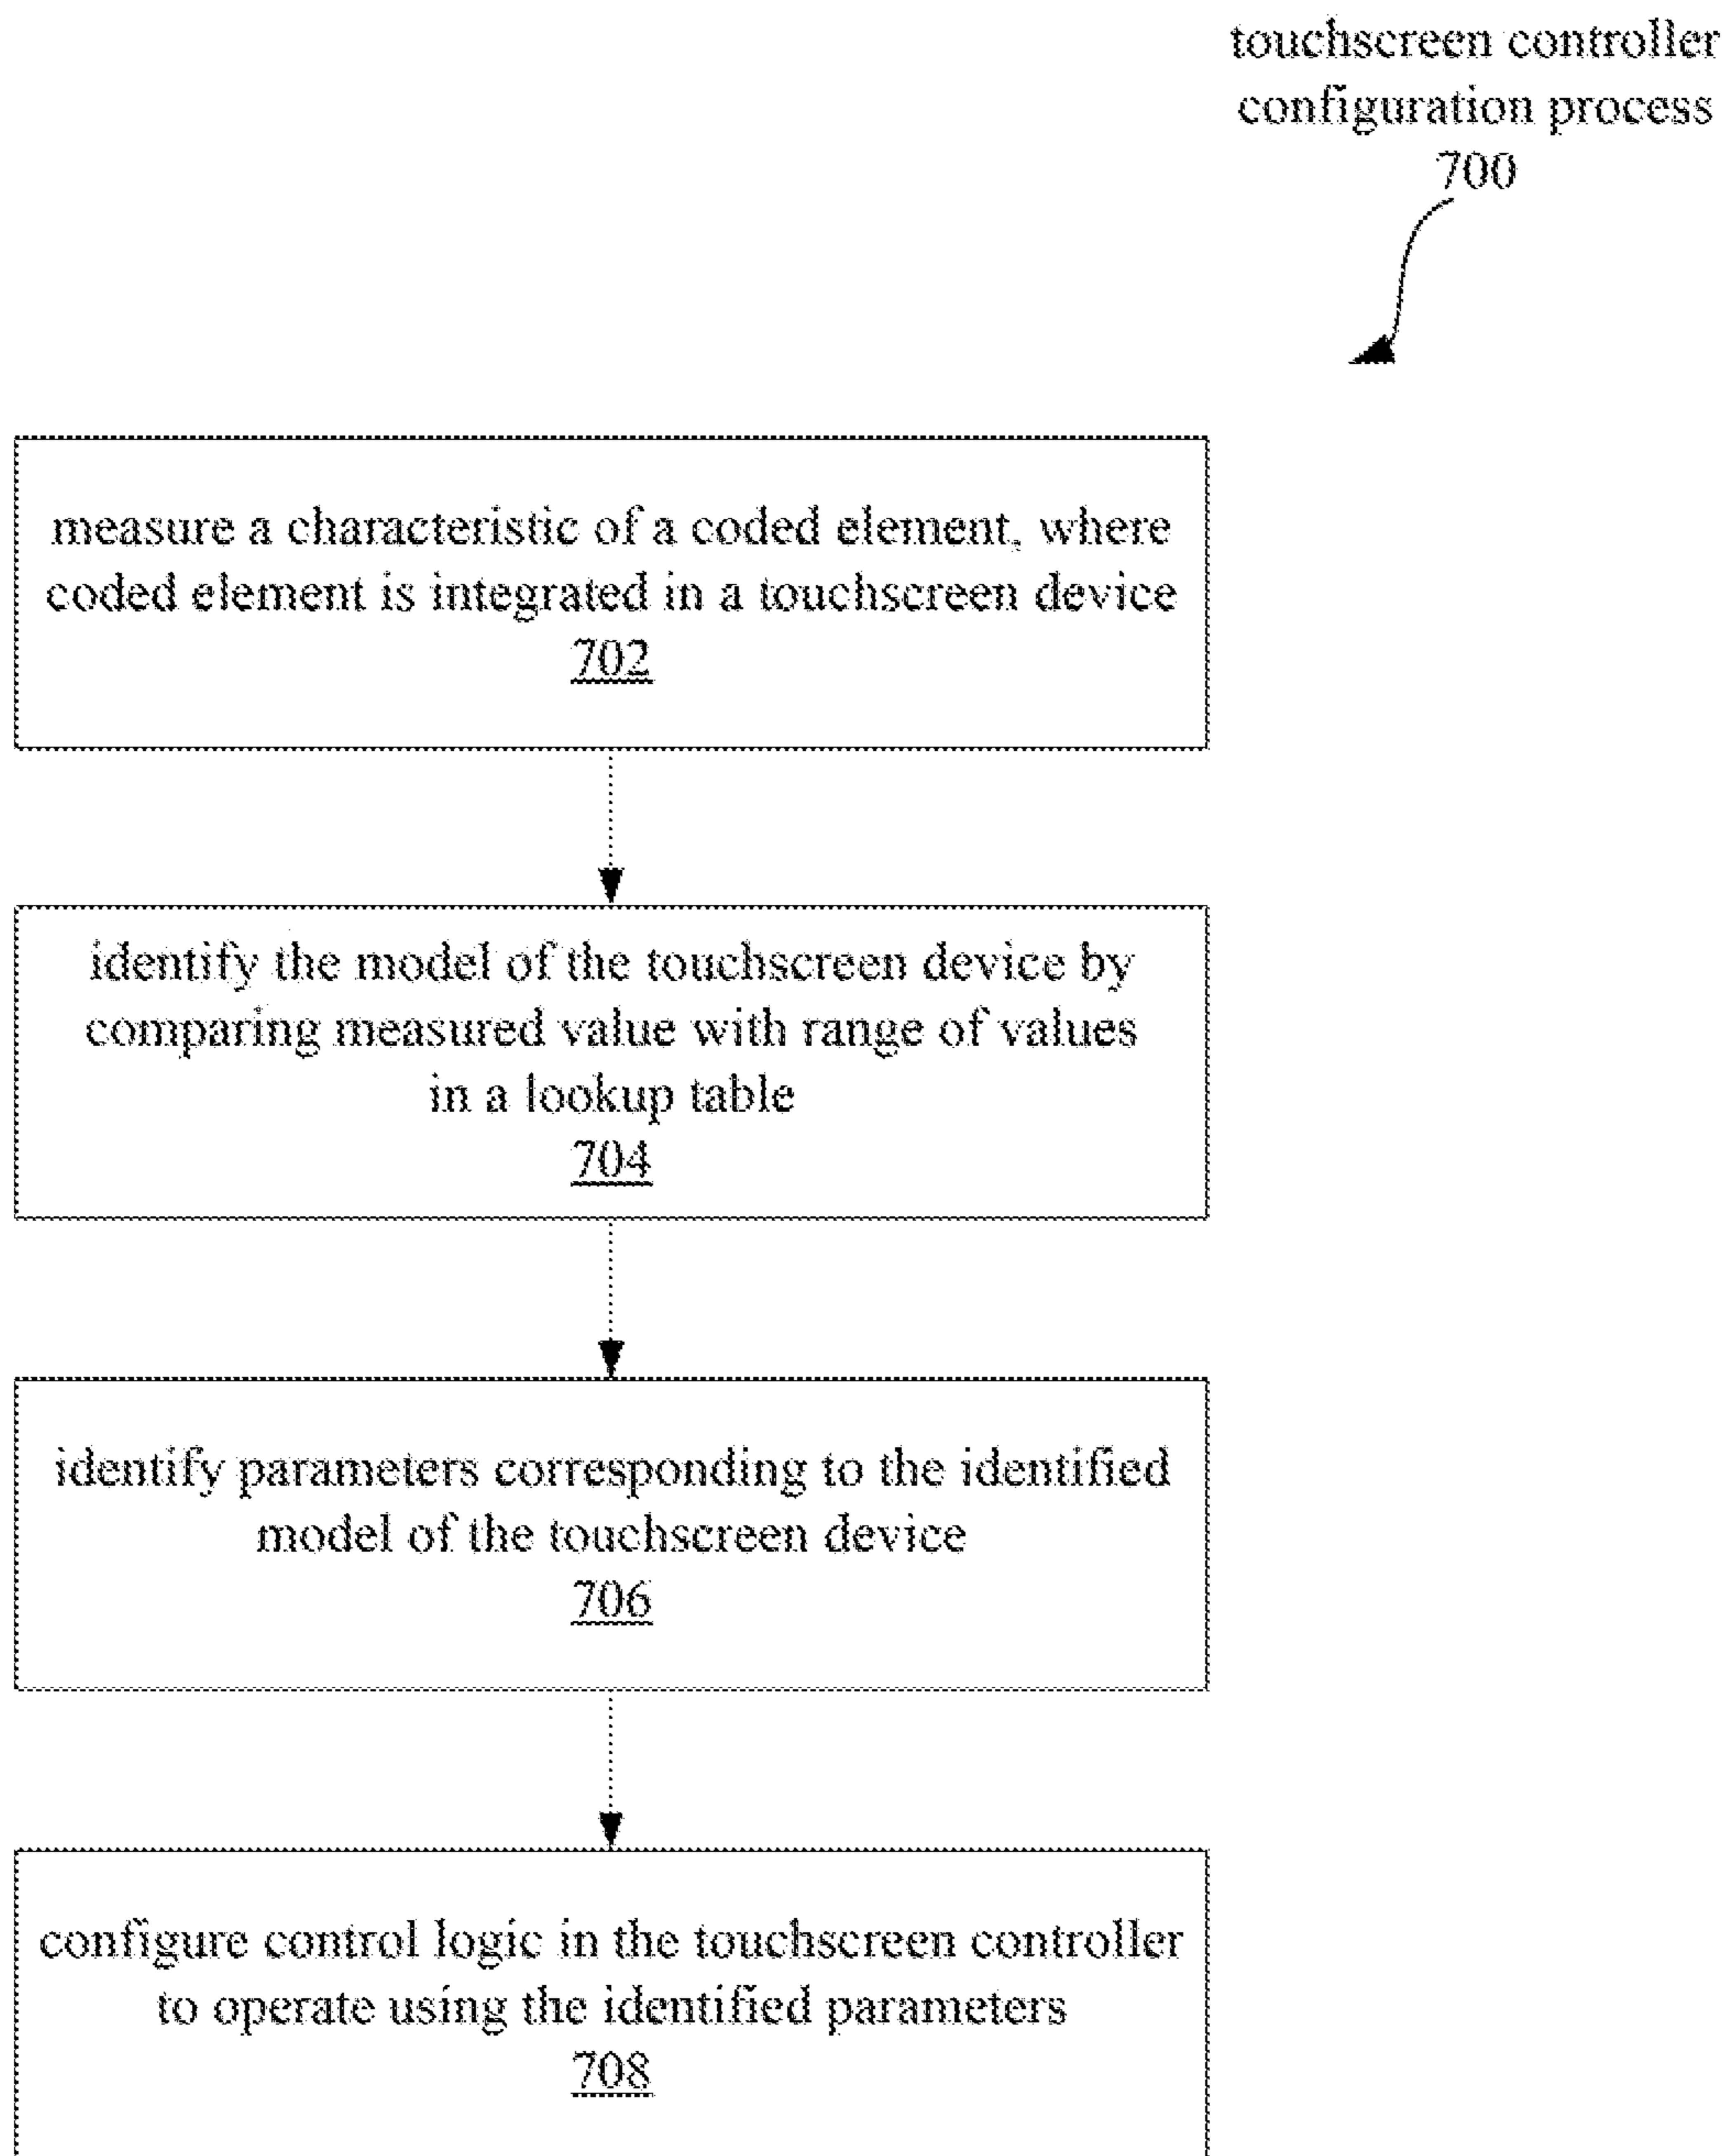 touchscreen controller
configuration process
700
measure a characteristic of a coded element, where
coded element is integrated in a touchscreen device
702
identify the model of the touchscreen device by
comparing measured value with range of values
in a lookup table
704
identify parameters corresponding to the identified
model of the touchscreen device
706
configure control logic in the touchscreen controller
to operate using the identified parameters
708